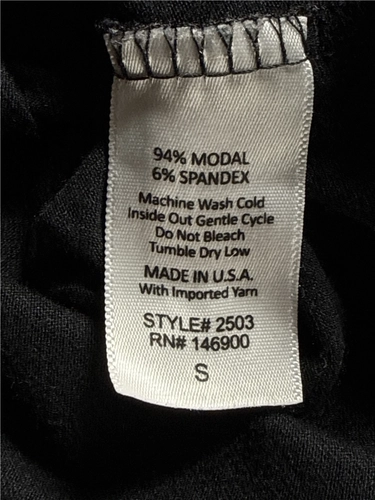 94% MODAL
6% SPANDEX
Machine Wash Cold
Inside Out Gentle Cycle
Do Not Bleach
Tumble Dry Low
MADE IN U.S.A.
With Imported Yarn
STYLE# 2503
RN# 146900
S